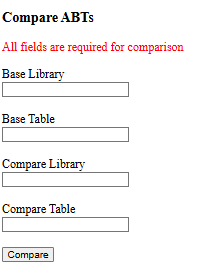 Compare ABTs
All fields are required for comparison
Base Library
Base Table
Compare Library
Compare Table
Compare